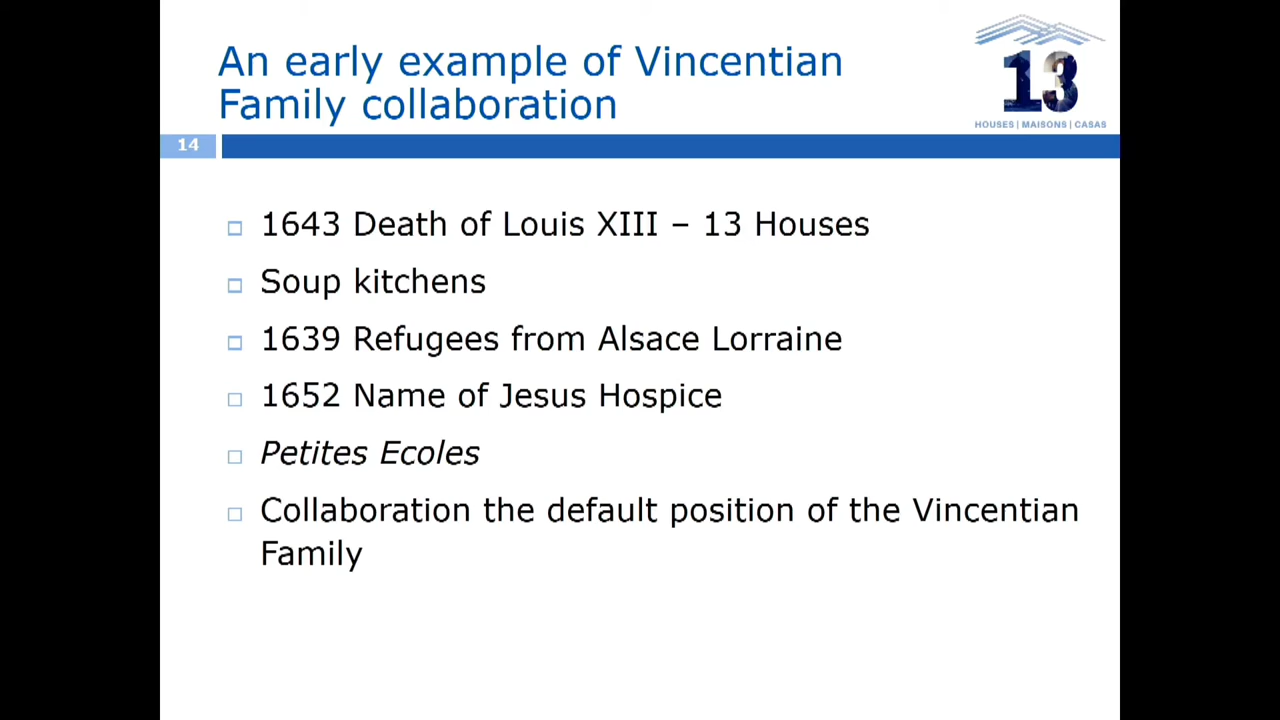 An early example of Vincentian
Family collaboration
13
HOUSES | MAISONS | CASAS
14
1643 Death of Louis XIII – 13 Houses
Soup kitchens
1639 Refugees from Alsace Lorraine
1652 Name of Jesus Hospice
Petites Ecoles
Collaboration the default position of the Vincentian
Family